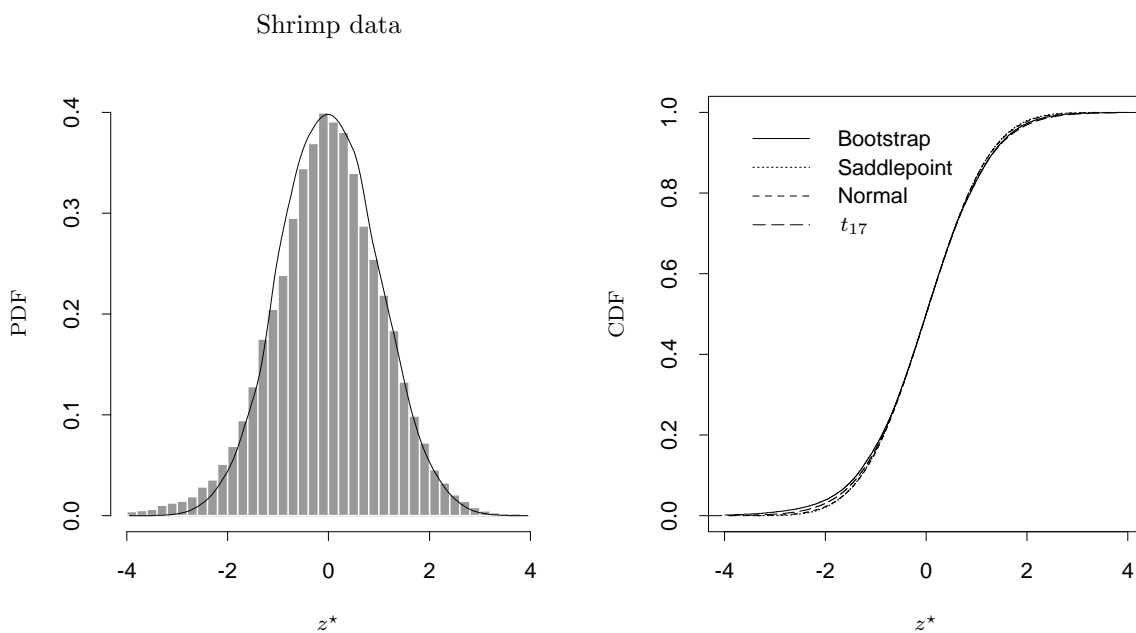 Shrimp data
PDF
0.0
0.1
0.2
0.3
0.4
-4 -2 0 2 4
z⋆
CDF
0.0
0.2
0.4
0.6
0.8
1.0
Bootstrap
Saddlepoint
Normal
t₁₇
-4 -2 0 2 4
z⋆